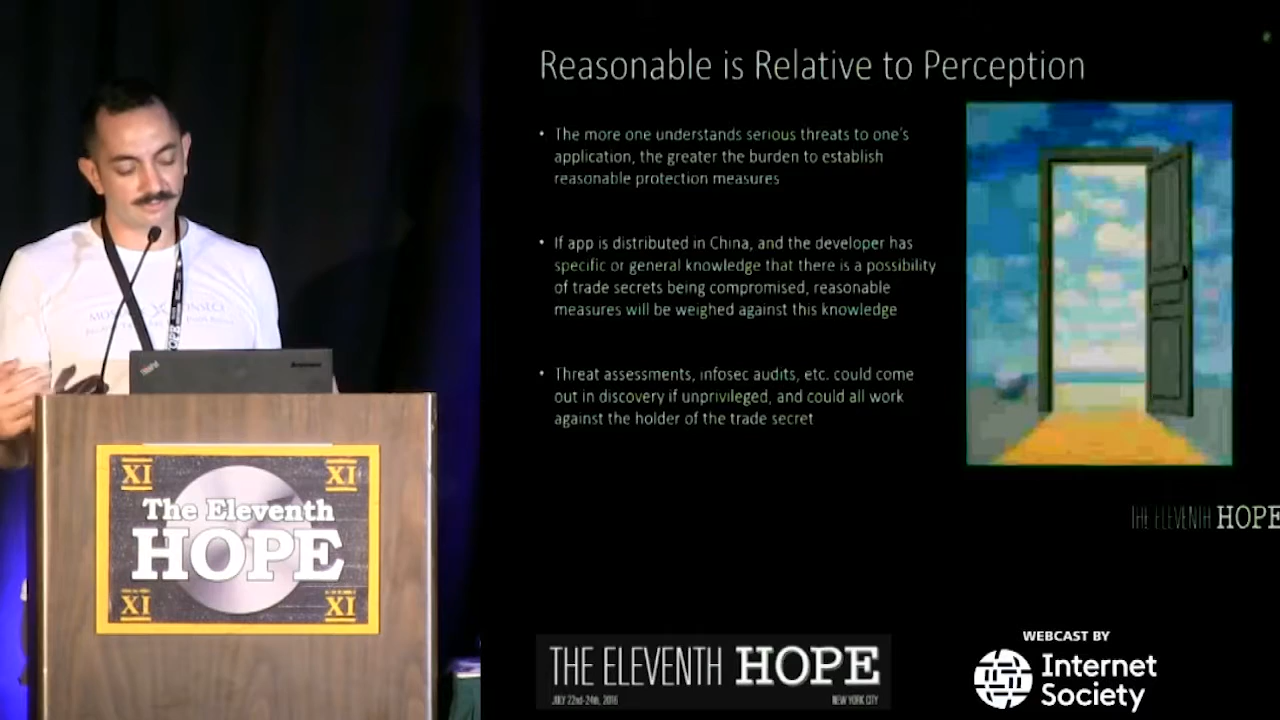 Reasonable is Relative to Perception
• The more one understands serious threats to one's
application, the greater the burden to establish
reasonable protection measures
• If app is distributed in China, and the developer has
specific or general knowledge that there is a possibility
of trade secrets being compromised, reasonable
measures will be weighed against this knowledge
• Threat assessments, infosec audits, etc. could come
out in discovery if unprivileged, and could all work
against the holder of the trade secret
THE ELEVENTH HOPE
HOPE
ThinkPad
Lenovo
XI XI
The Eleventh
HOPE
XI XI
THE ELEVENTH HOPE
JULY 22nd-24th, 2016 NEW YORK CITY
WEBCAST BY
Internet
Society